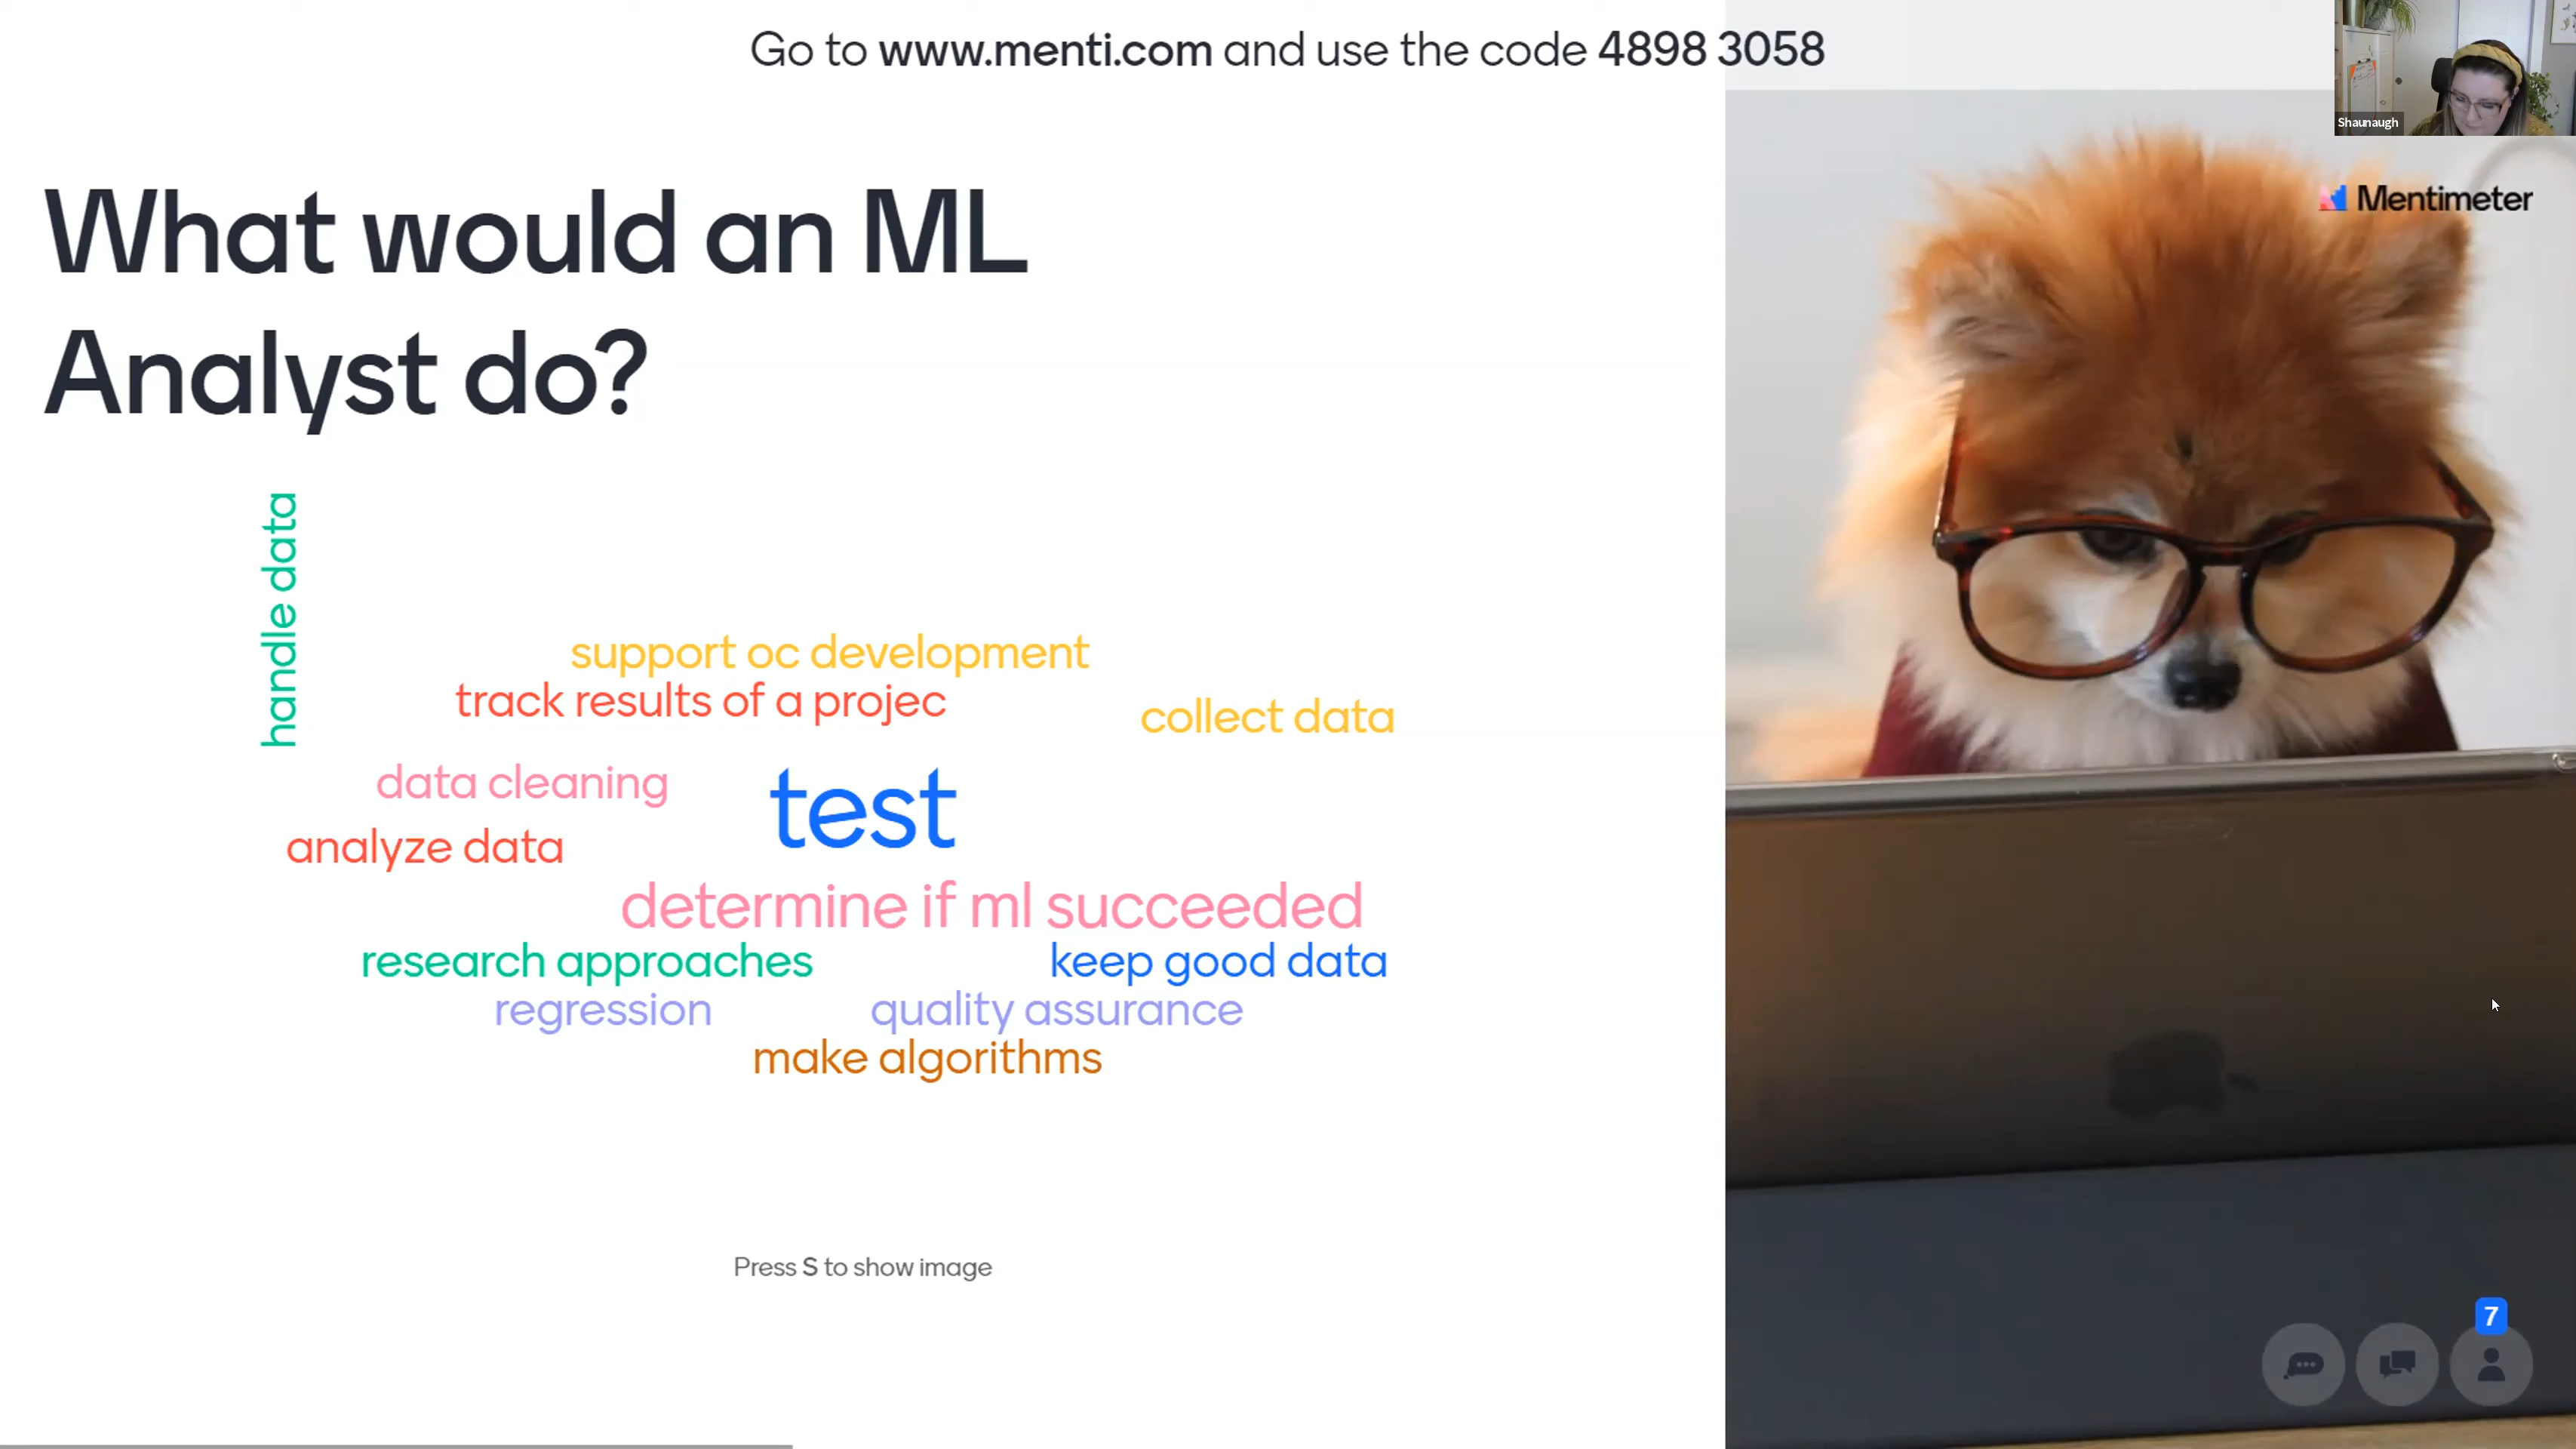 Go to www.menti.com and use the code 4898 3058
Shaunaugh
Mentimeter
What would an ML
Analyst do?
handle data
support oc development
track results of a projec
collect data
data cleaning
test
analyze data
determine if ml succeeded
research approaches
keep good data
regression
quality assurance
make algorithms
Press S to show image
7